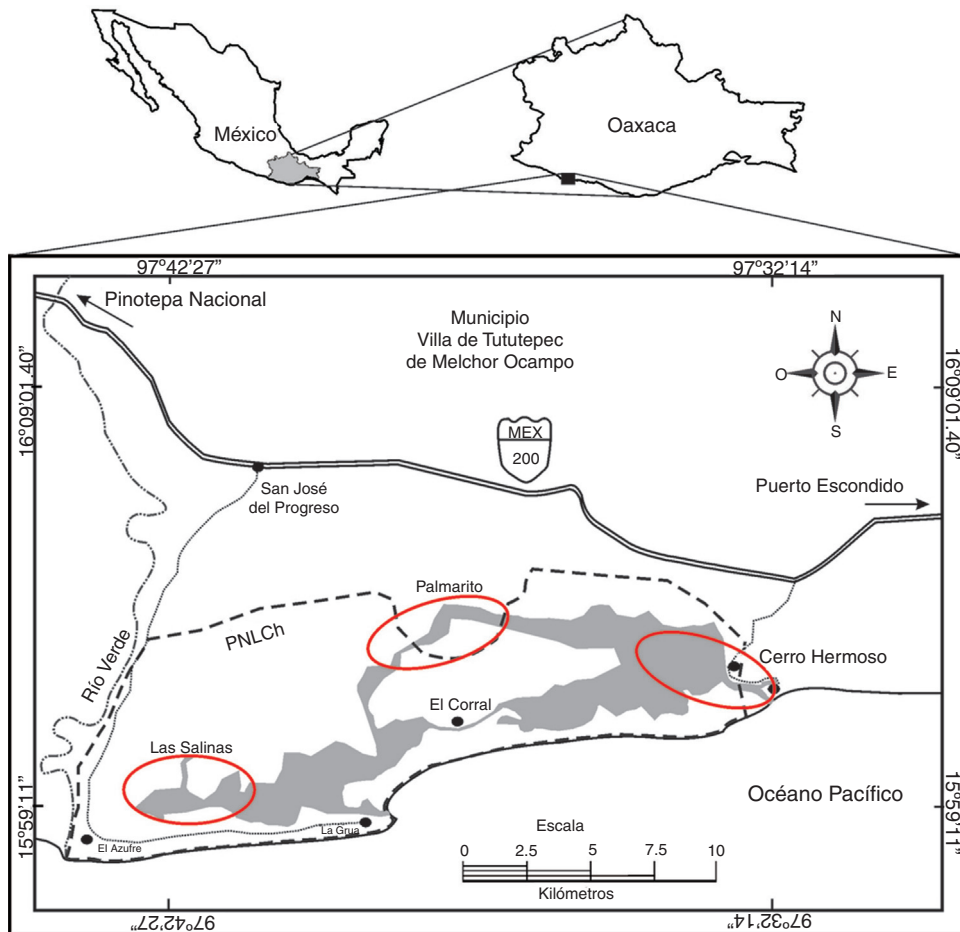 México
Oaxaca
97°42'27"
97°32'14"
Pinotepa Nacional
Municipio
Villa de Tututepec
de Melchor Ocampo
N
O
E
S
16°09'01.40"
16°09'01.40"
MEX
200
San José
del Progreso
Puerto Escondido
Palmarito
PNLCh
Río Verde
Cerro Hermoso
El Corral
Las Salinas
Océano Pacífico
15°59'11"
15°59'11"
La Grua
El Azufre
Escala
0 2.5 5 7.5 10
Kilómetros
97°42'27"
97°32'14"